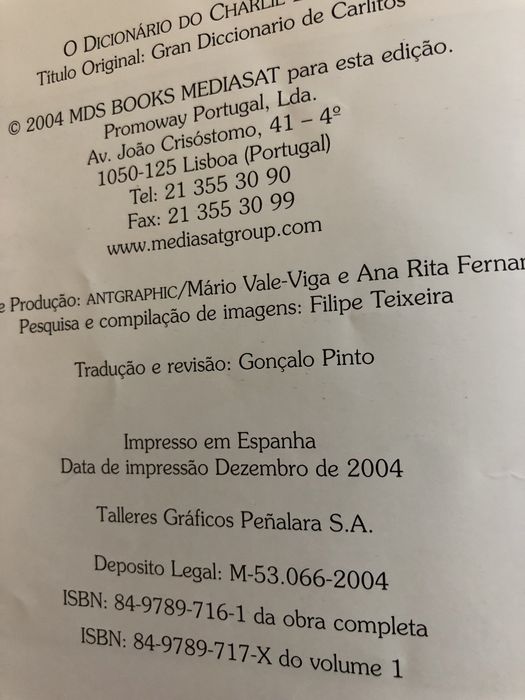 O DICIONÁRIO DO CHARLIE
Título Original: Gran Diccionario de Carlitos
© 2004 MDS BOOKS MEDIASAT para esta edição.
Promoway Portugal, Lda.
Av. João Crisóstomo, 41 – 4º
1050-125 Lisboa (Portugal)
Tel: 21 355 30 90
Fax: 21 355 30 99
www.mediasatgroup.com
e Produção: ANTGRAPHIC/Mário Vale-Viga e Ana Rita Fernan
Pesquisa e compilação de imagens: Filipe Teixeira
Tradução e revisão: Gonçalo Pinto
Impresso em Espanha
Data de impressão Dezembro de 2004
Talleres Gráficos Peñalara S.A.
Deposito Legal: M-53.066-2004
ISBN: 84-9789-716-1 da obra completa
ISBN: 84-9789-717-X do volume 1